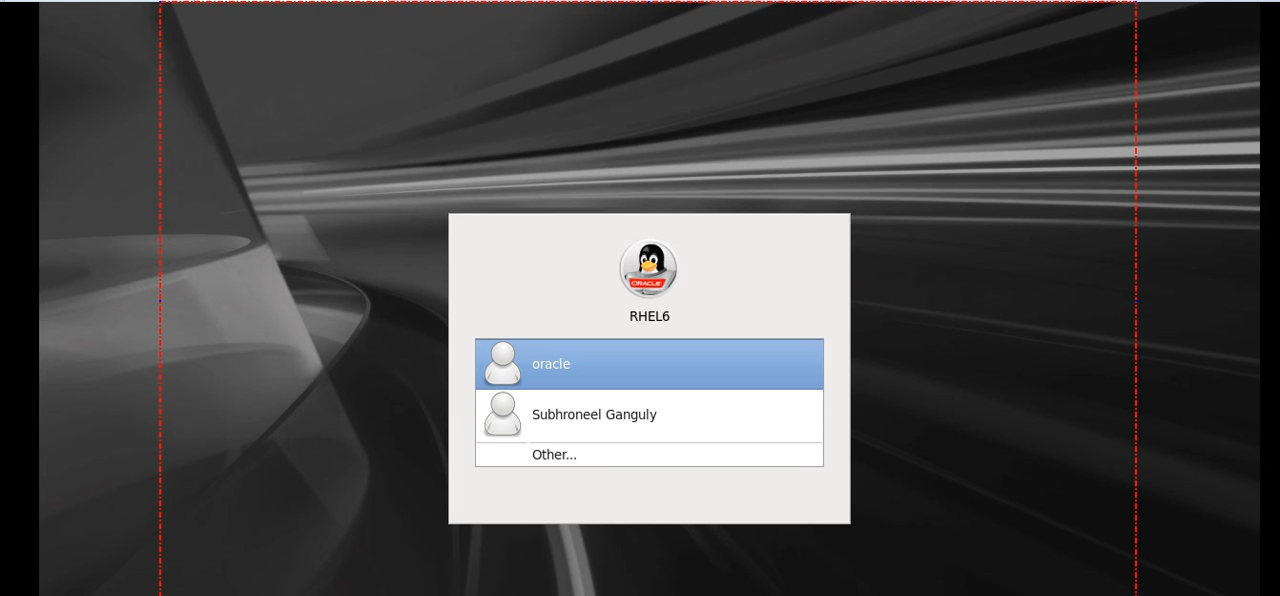 ORACLE
RHEL6
oracle
Subhroneel Ganguly
Other...